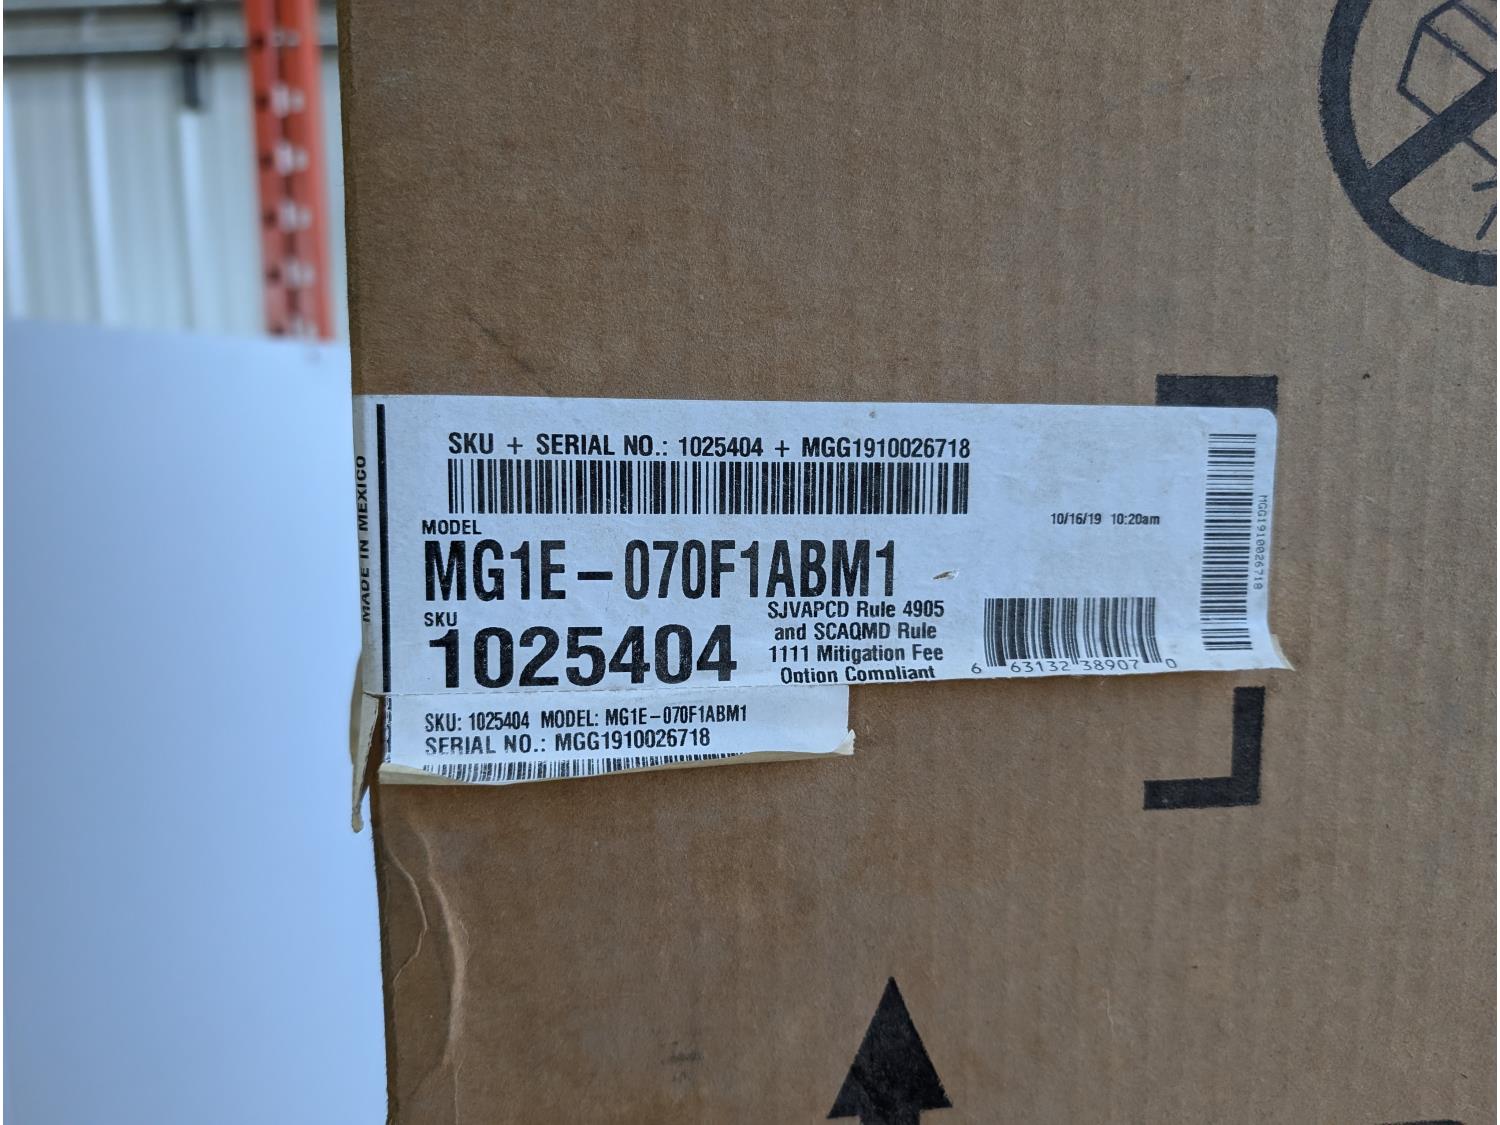 MADE IN MEXICO
SKU + SERIAL NO.: 1025404 + MGG1910026718
MODEL
10/16/19 10:20am
MG1E-070F1ABM1
MGG1910026718
SKU
1025404
SJVAPCD Rule 4905
and SCAQMD Rule
1111 Mitigation Fee
Option Compliant
6 63132 38907 0
SKU: 1025404 MODEL: MG1E-070F1ABM1
SERIAL NO.: MGG1910026718